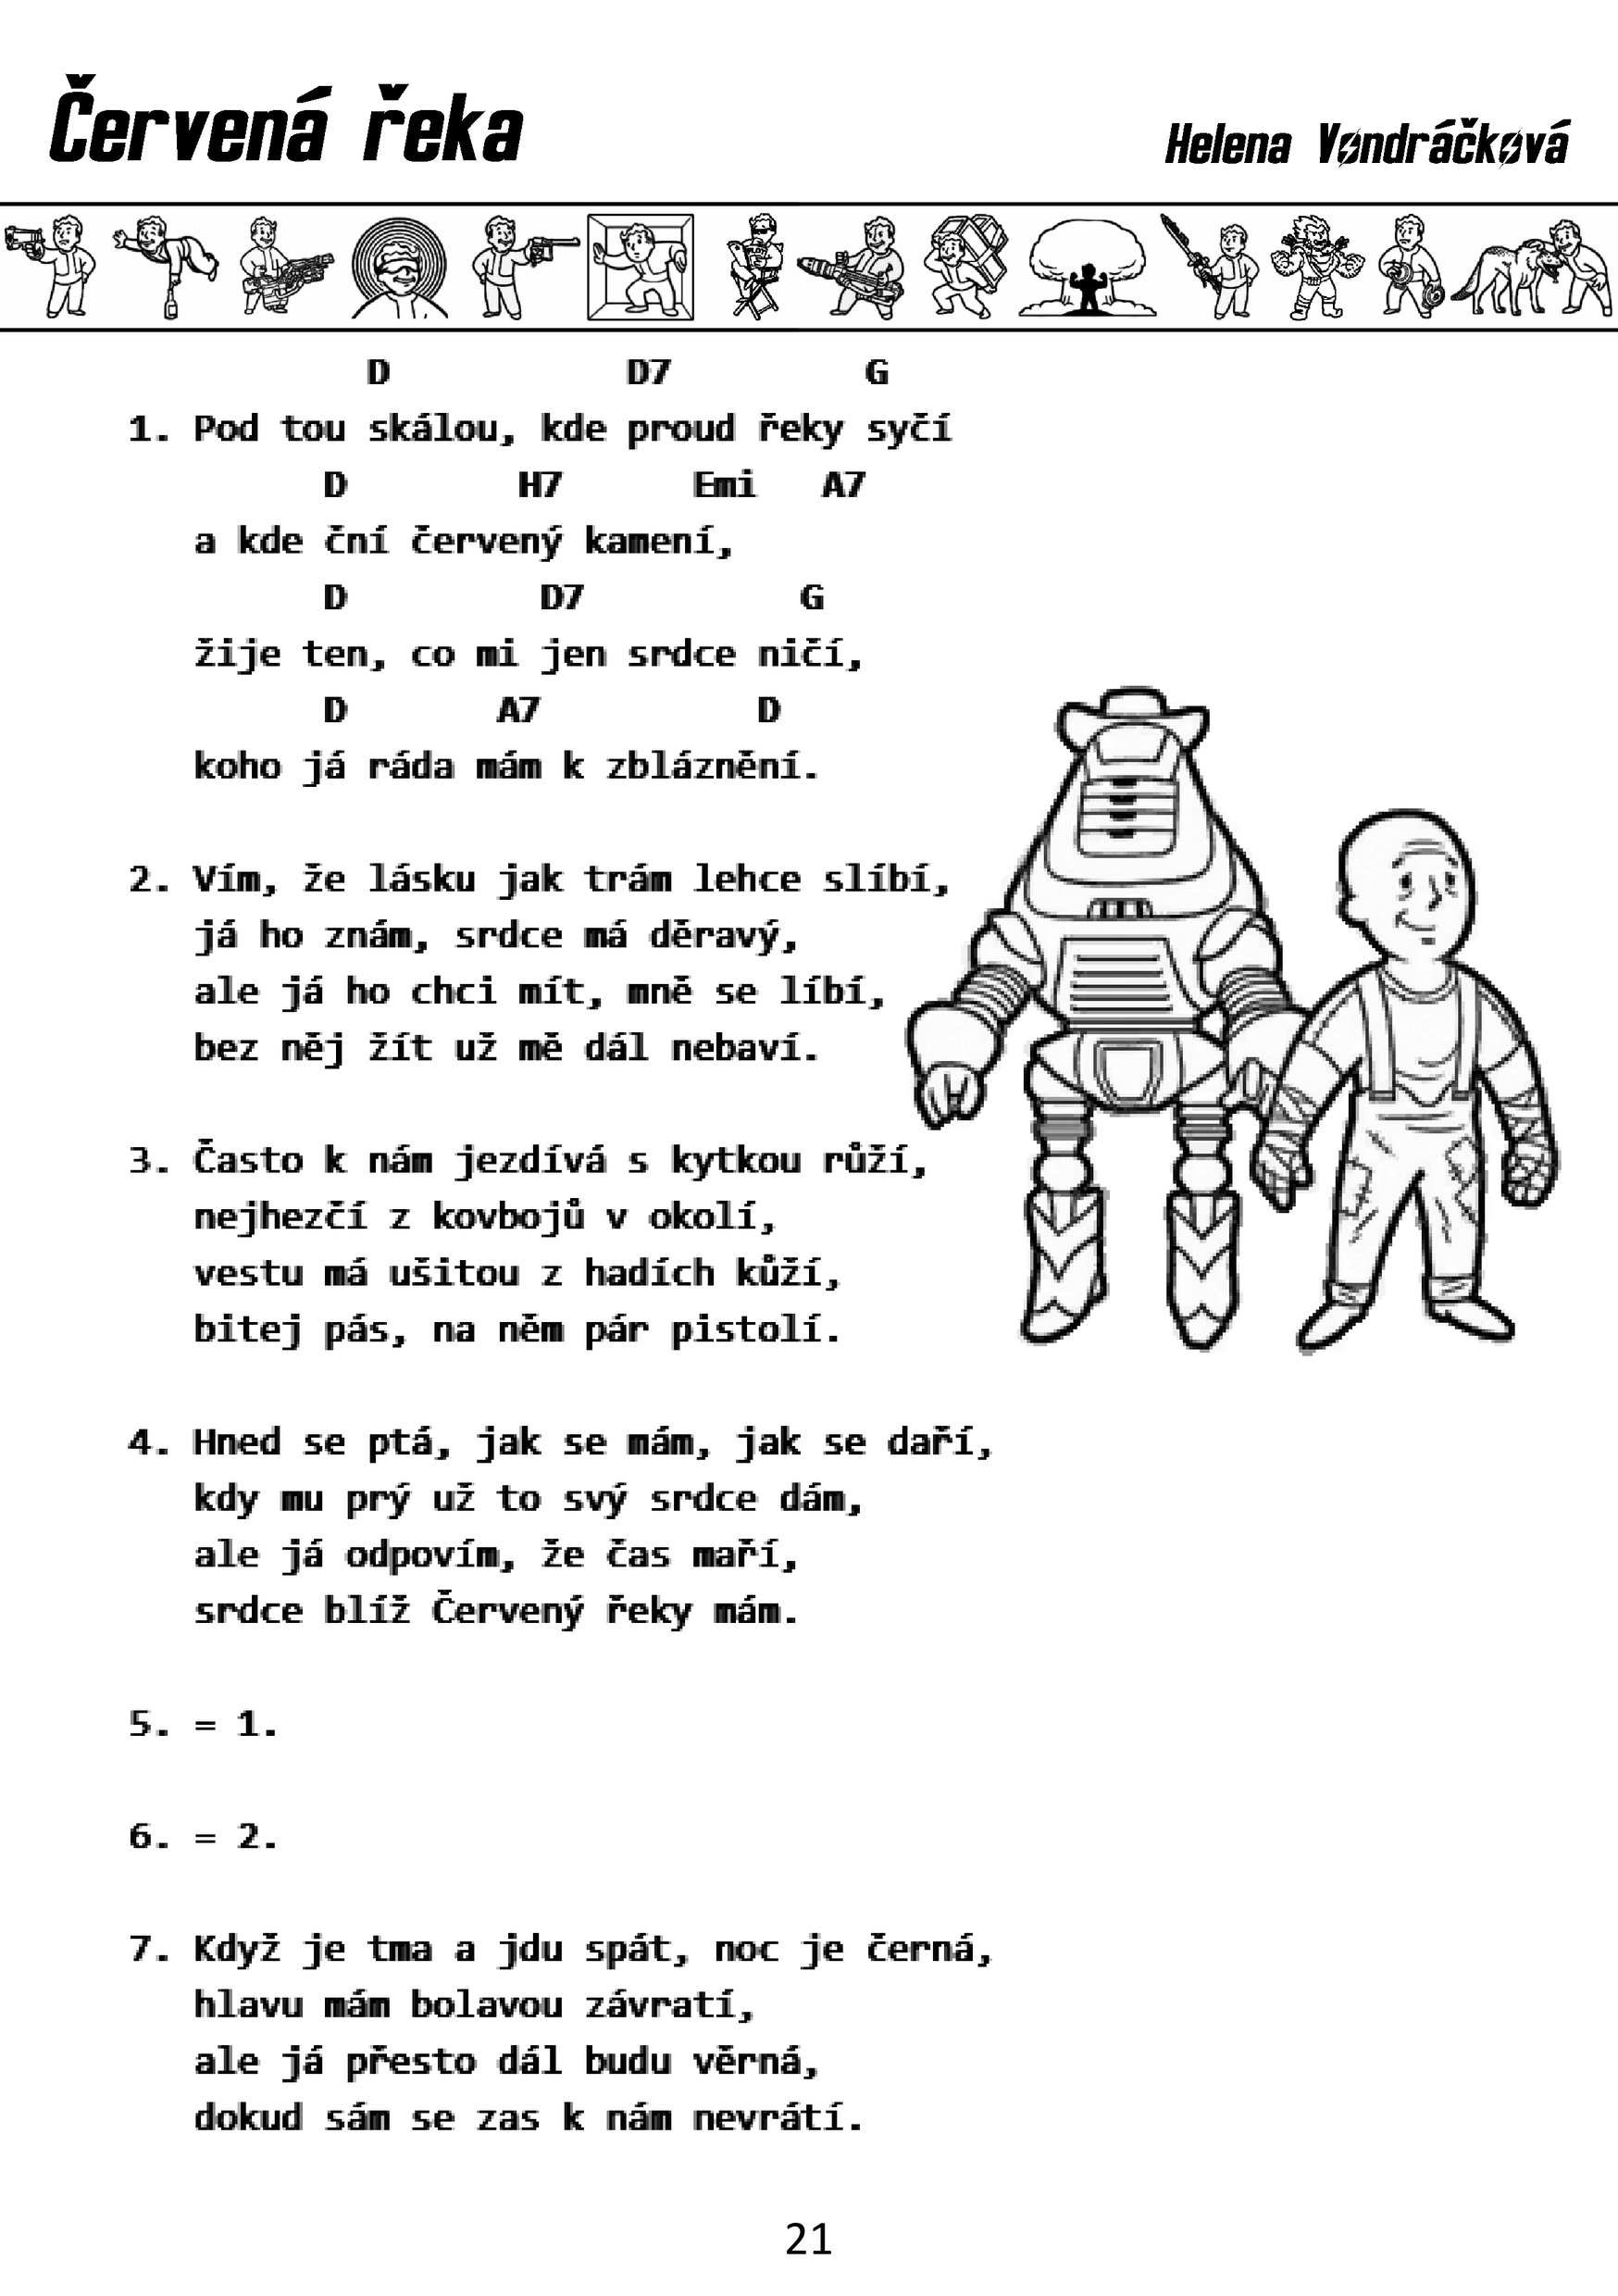 Červená řeka
Helena Vondráčková
D D7 G
1. Pod tou skálou, kde proud řeky syčí
D H7 Emi A7
a kde ční červený kamení,
D D7 G
žije ten, co mi jen srdce ničí,
D A7 D
koho já ráda mám k zbláznění.
2. Vím, že lásku jak trám lehce slíbí,
já ho znám, srdce má děravý,
ale já ho chci mít, mně se líbí,
bez něj žít už mě dál nebaví.
3. Často k nám jezdívá s kytkou růží,
nejhezčí z kovbojů v okolí,
vestu má ušitou z hadích kůží,
bitej pás, na něm pár pistolí.
4. Hned se ptá, jak se mám, jak se daří,
kdy mu prý už to svý srdce dám,
ale já odpovím, že čas maří,
srdce blíž Červený řeky mám.
5. = 1.
6. = 2.
7. Když je tma a jdu spát, noc je černá,
hlavu mám bolavou závratí,
ale já přesto dál budu věrná,
dokud sám se zas k nám nevrátí.
21